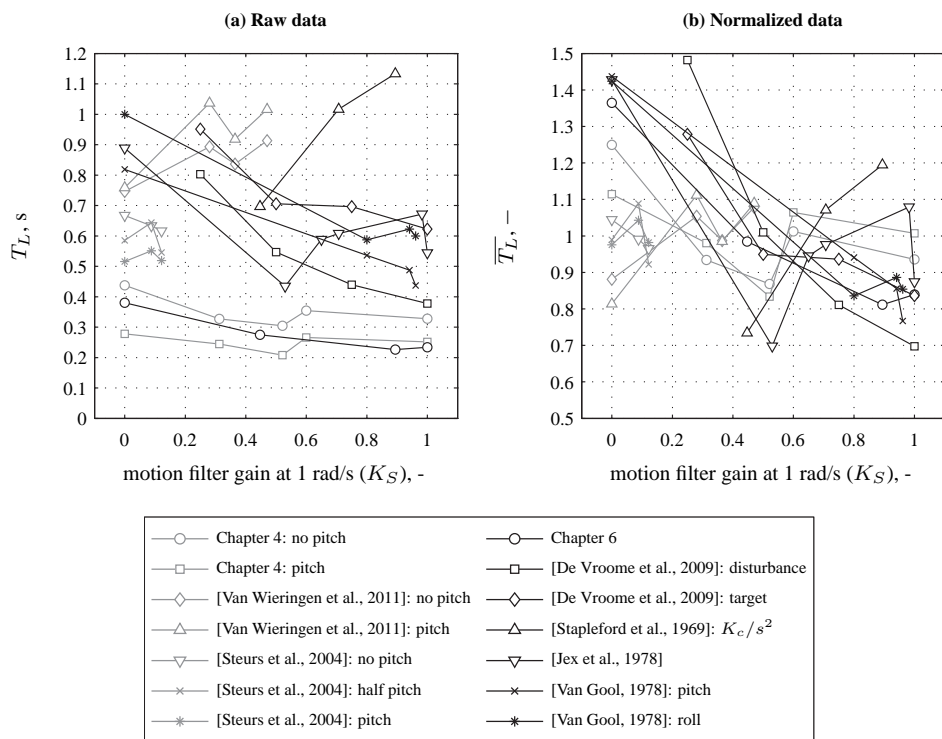 (a) Raw data
(b) Normalized data
1.2
1.1
1
0.9
0.8
0.7
0.6
0.5
0.4
0.3
0.2
0.1
0
T_L, s
0 0.2 0.4 0.6 0.8 1
motion filter gain at 1 rad/s (K_S), -
1.5
1.4
1.3
1.2
1.1
1.0
0.9
0.8
0.7
0.6
0.5
T_L, −
0 0.2 0.4 0.6 0.8 1
motion filter gain at 1 rad/s (K_S), -
Chapter 4: no pitch
Chapter 4: pitch
[Van Wieringen et al., 2011]: no pitch
[Van Wieringen et al., 2011]: pitch
[Steurs et al., 2004]: no pitch
[Steurs et al., 2004]: half pitch
[Steurs et al., 2004]: pitch
Chapter 6
[De Vroome et al., 2009]: disturbance
[De Vroome et al., 2009]: target
[Stapleford et al., 1969]: K_c/s²
[Jex et al., 1978]
[Van Gool, 1978]: pitch
[Van Gool, 1978]: roll